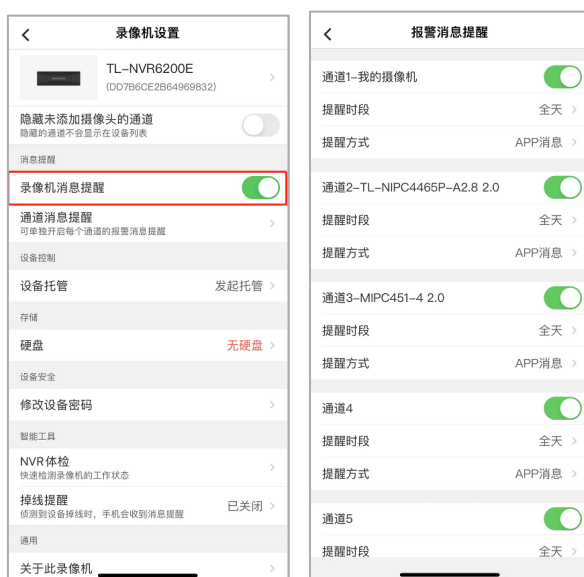 录像机设置
TL-NVR6200E
(DD7B6CE2B64969832)
隐藏未添加摄像头的通道
隐藏的通道不会显示在设备列表
消息提醒
录像机消息提醒
通道消息提醒
可单独开启每个通道的报警消息提醒
设备控制
设备托管 发起托管
存储
硬盘 无硬盘
设备安全
修改设备密码
智能工具
NVR体检
快速检测录像机的工作状态
掉线提醒 已关闭
侦测到设备掉线时，手机会收到消息提醒
通用
关于此录像机
报警消息提醒
通道1-我的摄像机
提醒时段 全天
提醒方式 APP消息
通道2-TL-NIPC4465P-A2.8 2.0
提醒时段 全天
提醒方式 APP消息
通道3-MIPC451-4 2.0
提醒时段 全天
提醒方式 APP消息
通道4
提醒时段 全天
提醒方式 APP消息
通道5
提醒时段 全天